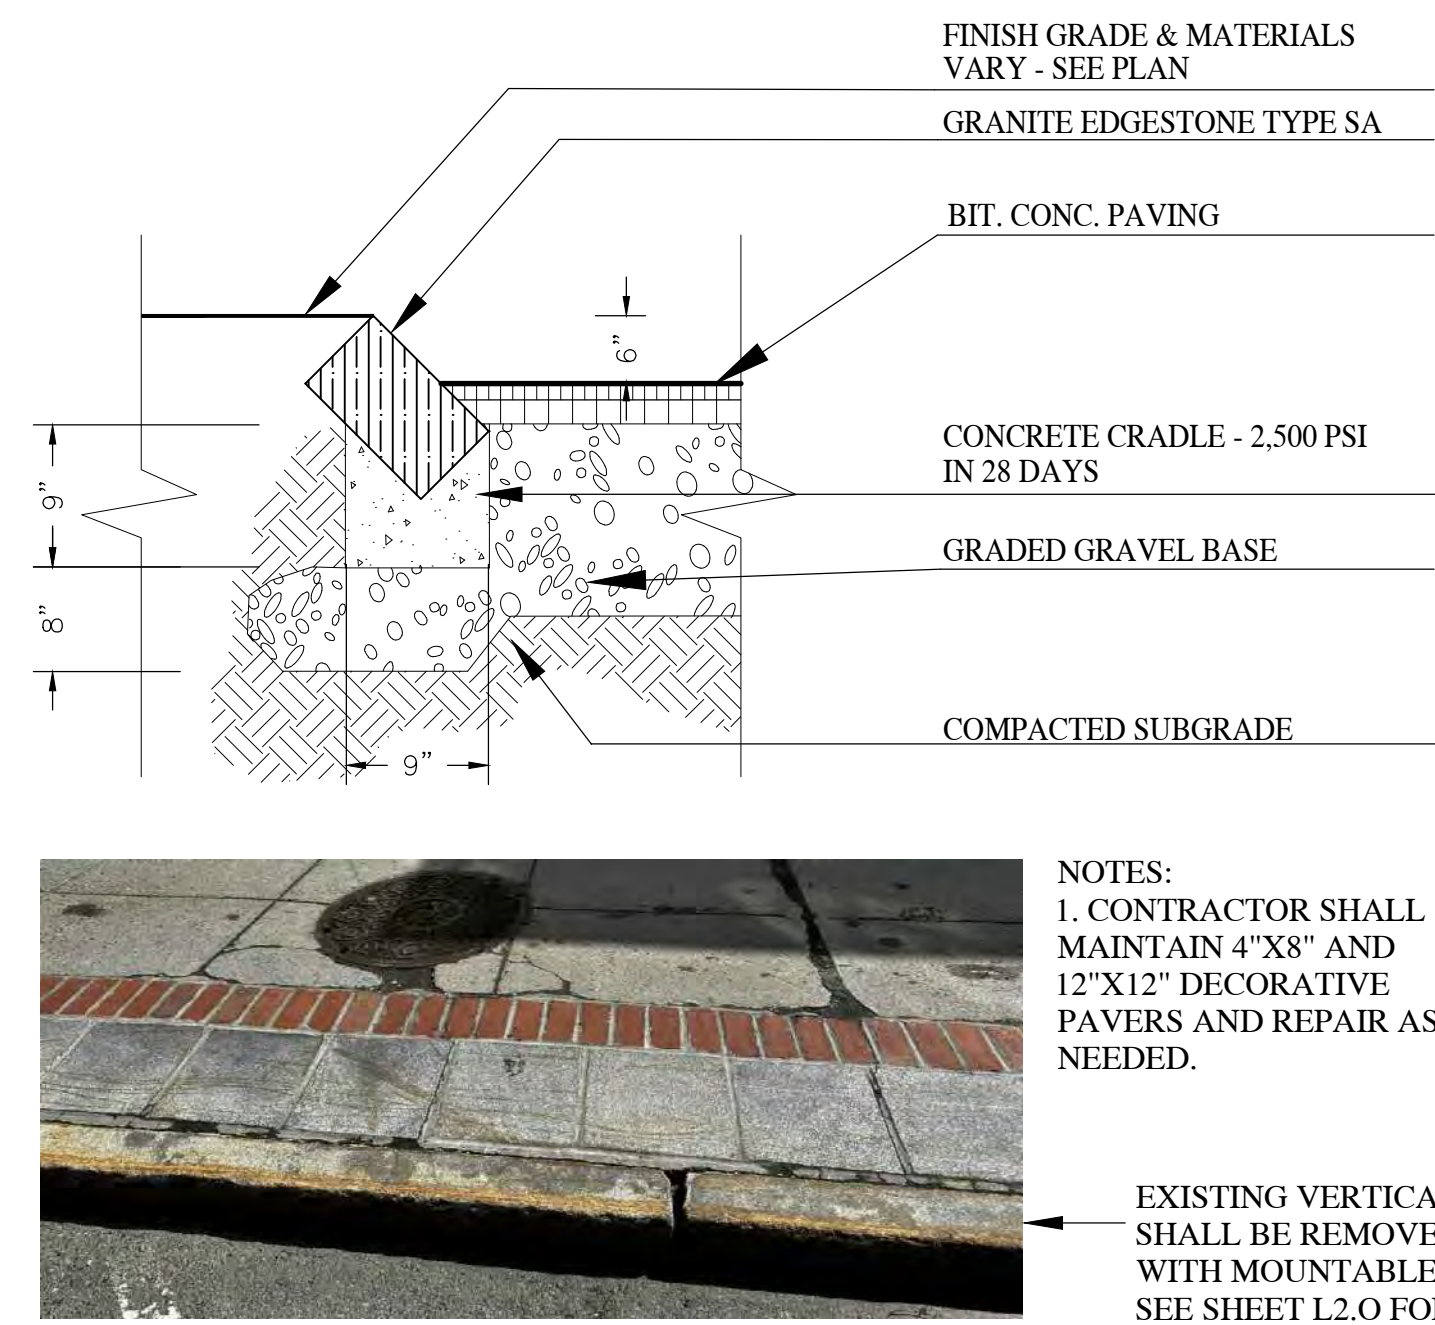 FINISH GRADE & MATERIALS
VARY - SEE PLAN
GRANITE EDGESTONE TYPE SA
BIT. CONC. PAVING
6”
CONCRETE CRADLE - 2,500 PSI
IN 28 DAYS
9”
GRADED GRAVEL BASE
8”
COMPACTED SUBGRADE
9”
NOTES:
1. CONTRACTOR SHALL
MAINTAIN 4"X8" AND
12"X12" DECORATIVE
PAVERS AND REPAIR AS
NEEDED.
EXISTING VERTICA
SHALL BE REMOVE
WITH MOUNTABLE
SEE SHEET L2.O FOR